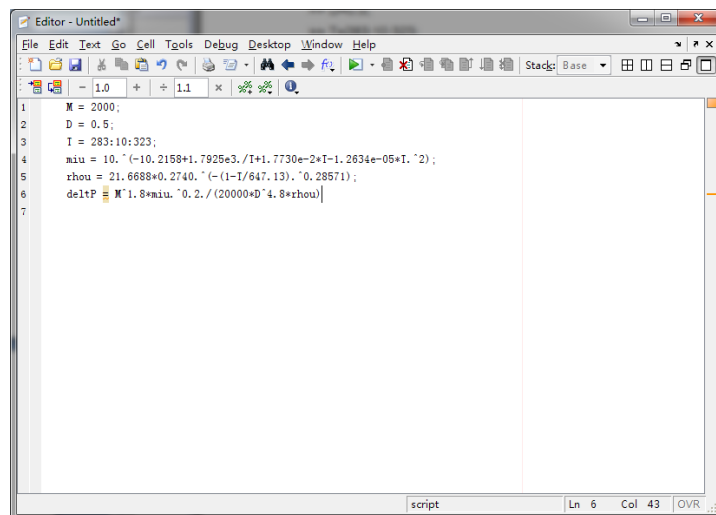 Editor - Untitled*
File Edit Text Go Cell Tools Debug Desktop Window Help
Stack: Base
- 1.0 + ÷ 1.1 ×
1 M = 2000;
2 D = 0.5;
3 T = 283:10:323;
4 miu = 10.^(-10.2158+1.7925e3./T+1.7730e-2*T-1.2634e-05*T.^2);
5 rhou = 21.6688*0.2740.^(-(1-T/647.13).^0.28571);
6 deltP = M^1.8*miu.^0.2./(20000*D^4.8*rhou)
7
script Ln 6 Col 43 OVR